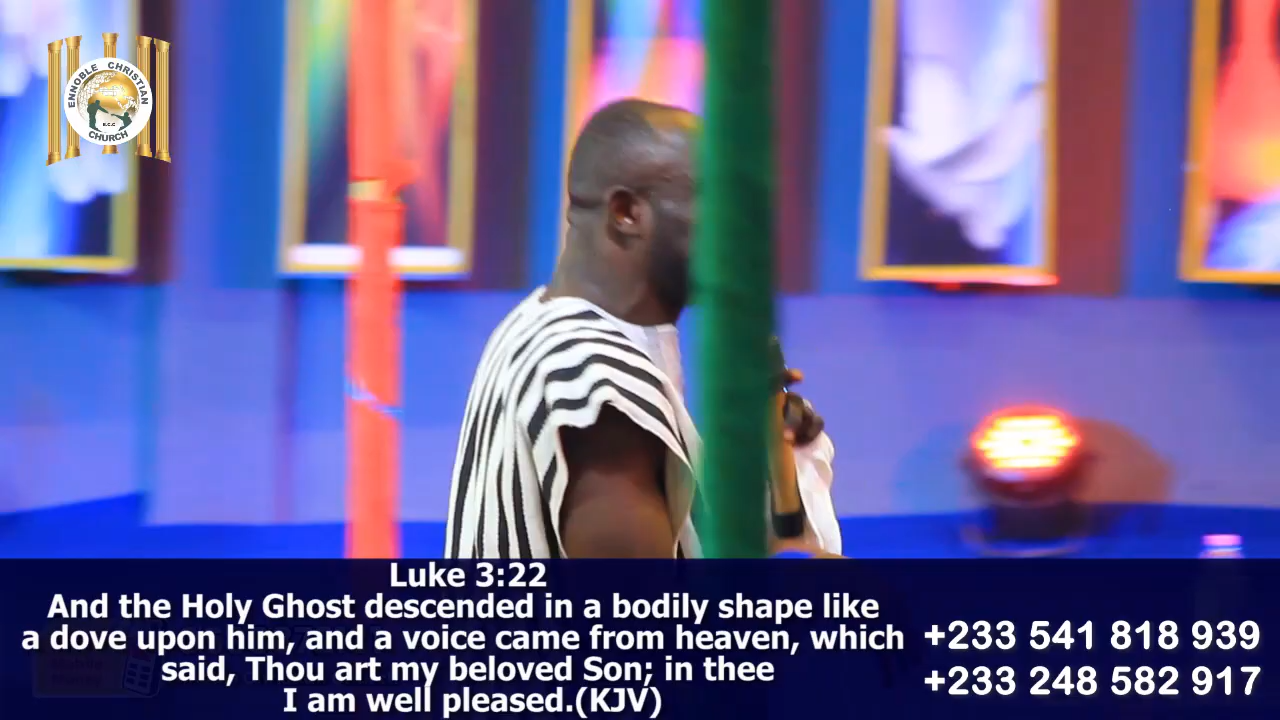 ENNOBLE CHRISTIAN
E.C.C
CHURCH
Luke 3:22
And the Holy Ghost descended in a bodily shape like
a dove upon him, and a voice came from heaven, which
said, Thou art my beloved Son; in thee
I am well pleased.(KJV)
+233 541 818 939
+233 248 582 917
Mobile
Money